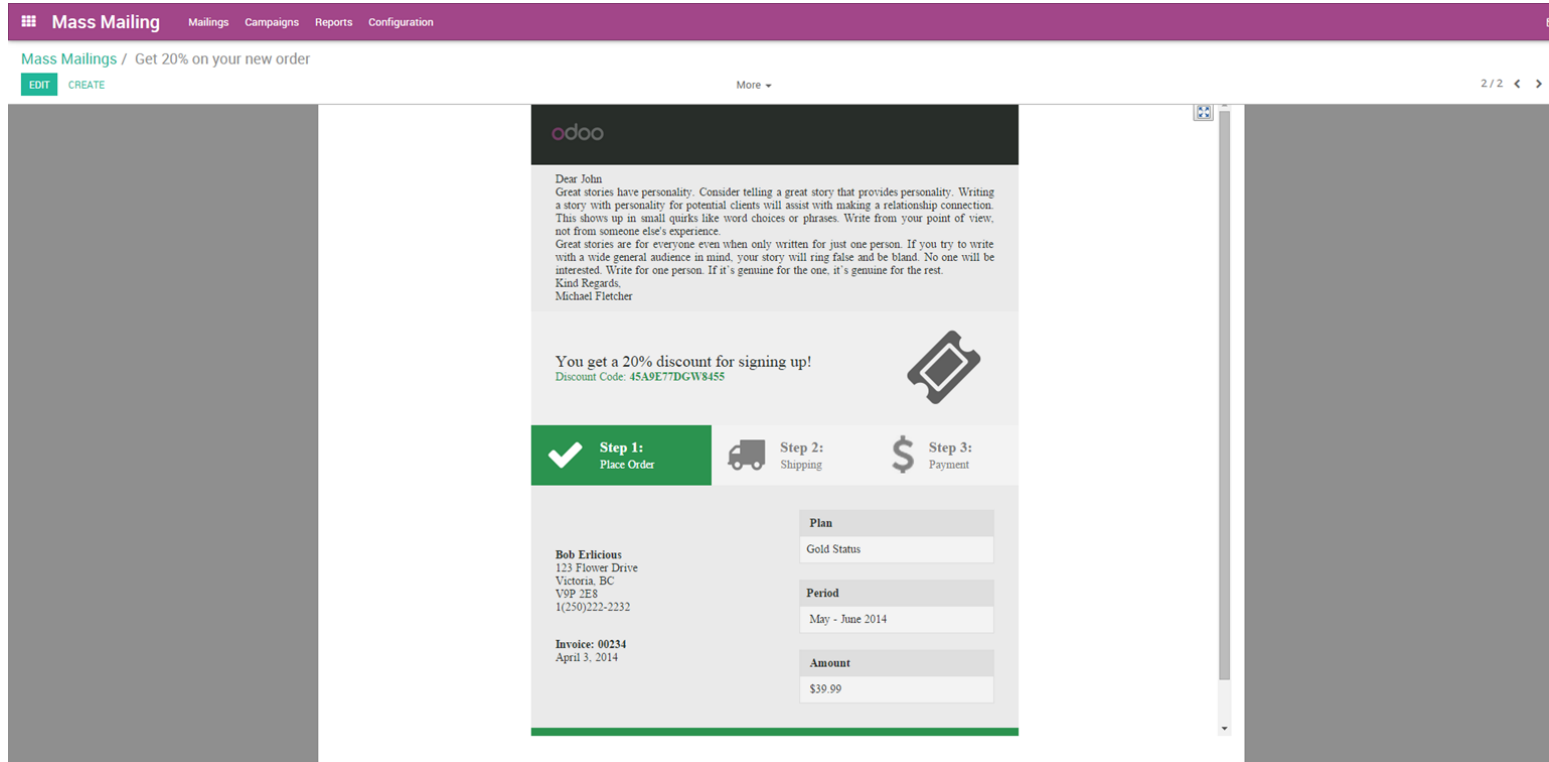 Mass Mailing Mailings Campaigns Reports Configuration
Mass Mailings / Get 20% on your new order
EDIT CREATE More 2 / 2
odoo
Dear John
Great stories have personality. Consider telling a great story that provides personality. Writing
a story with personality for potential clients will assist with making a relationship connection.
This shows up in small quirks like word choices or phrases. Write from your point of view,
not from someone else's experience.
Great stories are for everyone even when only written for just one person. If you try to write
with a wide general audience in mind, your story will ring false and be bland. No one will be
interested. Write for one person. If it`s genuine for the one, it`s genuine for the rest.
Kind Regards,
Michael Fletcher
You get a 20% discount for signing up!
Discount Code: 45A9E77DGW8455
Step 1:
Place Order
Step 2:
Shipping
Step 3:
Payment
Bob Erlicious
123 Flower Drive
Victoria, BC
V9P 2E8
1(250)222-2232
Invoice: 00234
April 3, 2014
Plan
Gold Status
Period
May - June 2014
Amount
$39.99